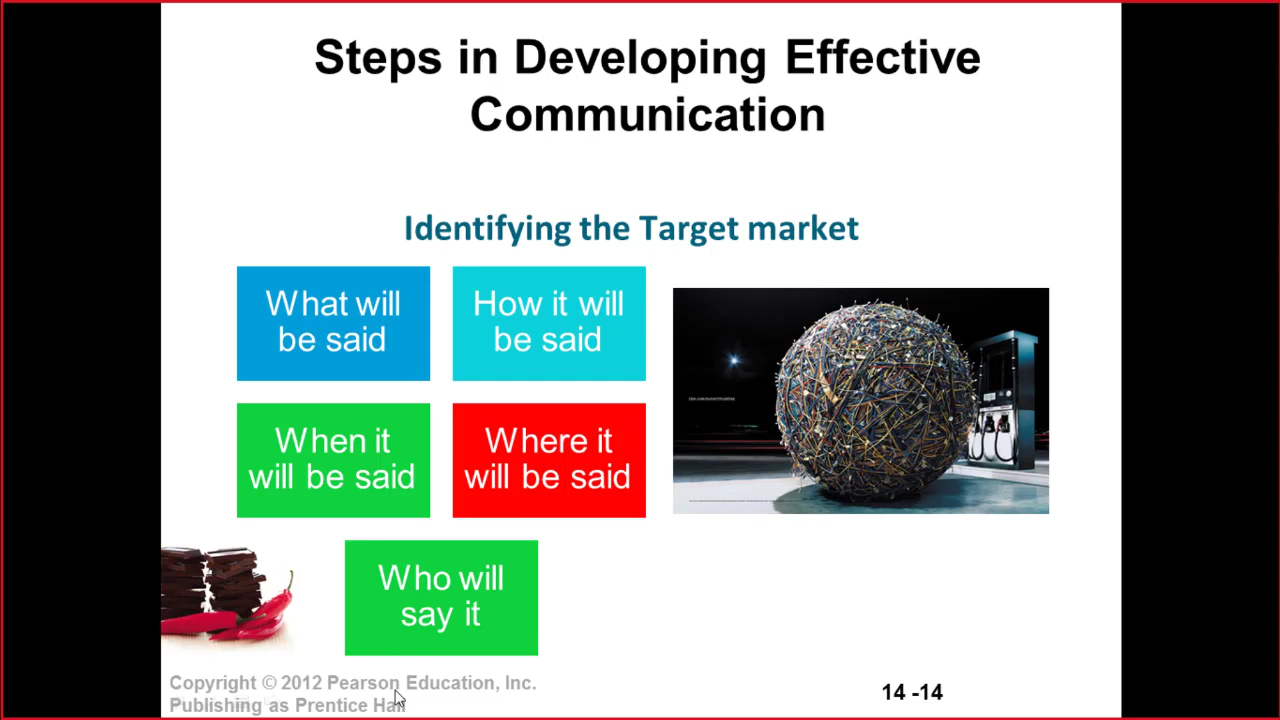 Steps in Developing Effective
Communication
Identifying the Target market
What will
be said
How it will
be said
When it
will be said
Where it
will be said
Who will
say it
Copyright © 2012 Pearson Education, Inc.
Publishing as Prentice Hall
14 -14